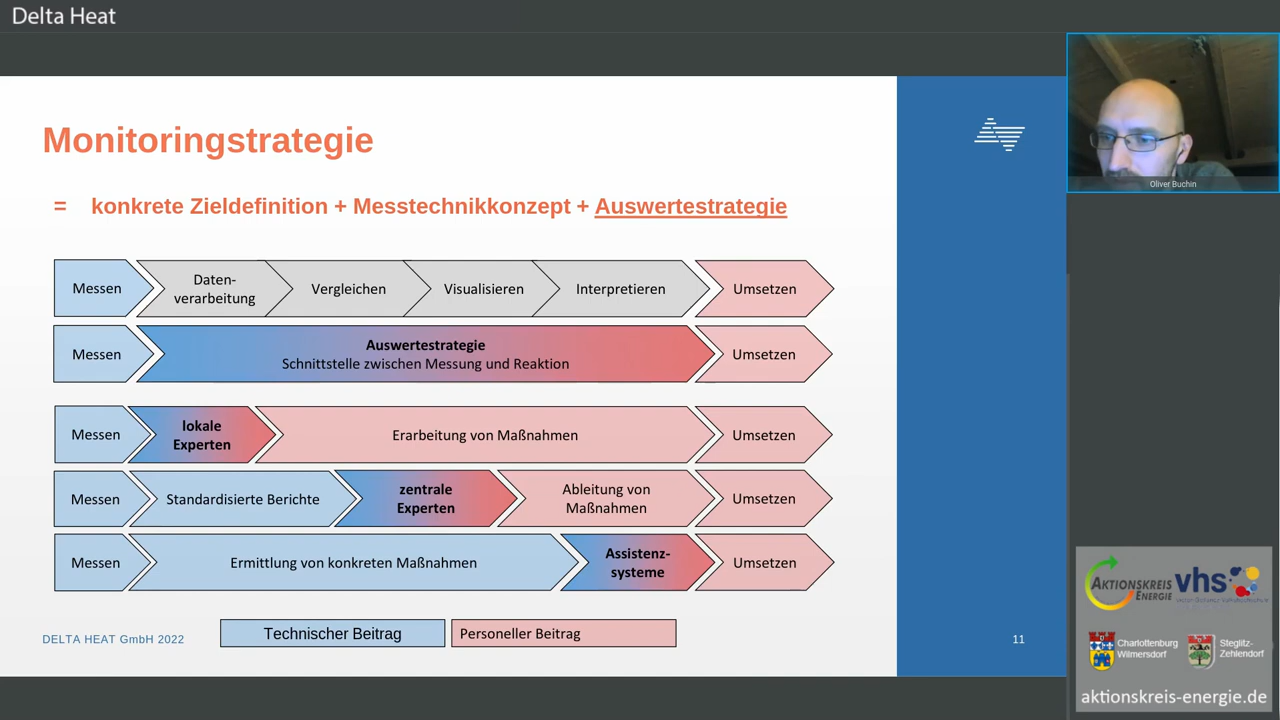 Delta Heat
Monitoringstrategie
= konkrete Zieldefinition + Messtechnikkonzept + Auswertestrategie
Messen
Daten-
verarbeitung
Vergleichen
Visualisieren
Interpretieren
Umsetzen
Messen
Auswertestrategie
Schnittstelle zwischen Messung und Reaktion
Umsetzen
Messen
lokale
Experten
Erarbeitung von Maßnahmen
Umsetzen
Messen
Standardisierte Berichte
zentrale
Experten
Ableitung von
Maßnahmen
Umsetzen
Messen
Ermittlung von konkreten Maßnahmen
Assistenz-
systeme
Umsetzen
DELTA HEAT GmbH 2022
Technischer Beitrag
Personeller Beitrag
11
Oliver Buchin
AKTIONSKREIS
ENERGIE
vhs
Charlottenburg
Wilmersdorf
Steglitz-
Zehlendorf
aktionskreis-energie.de